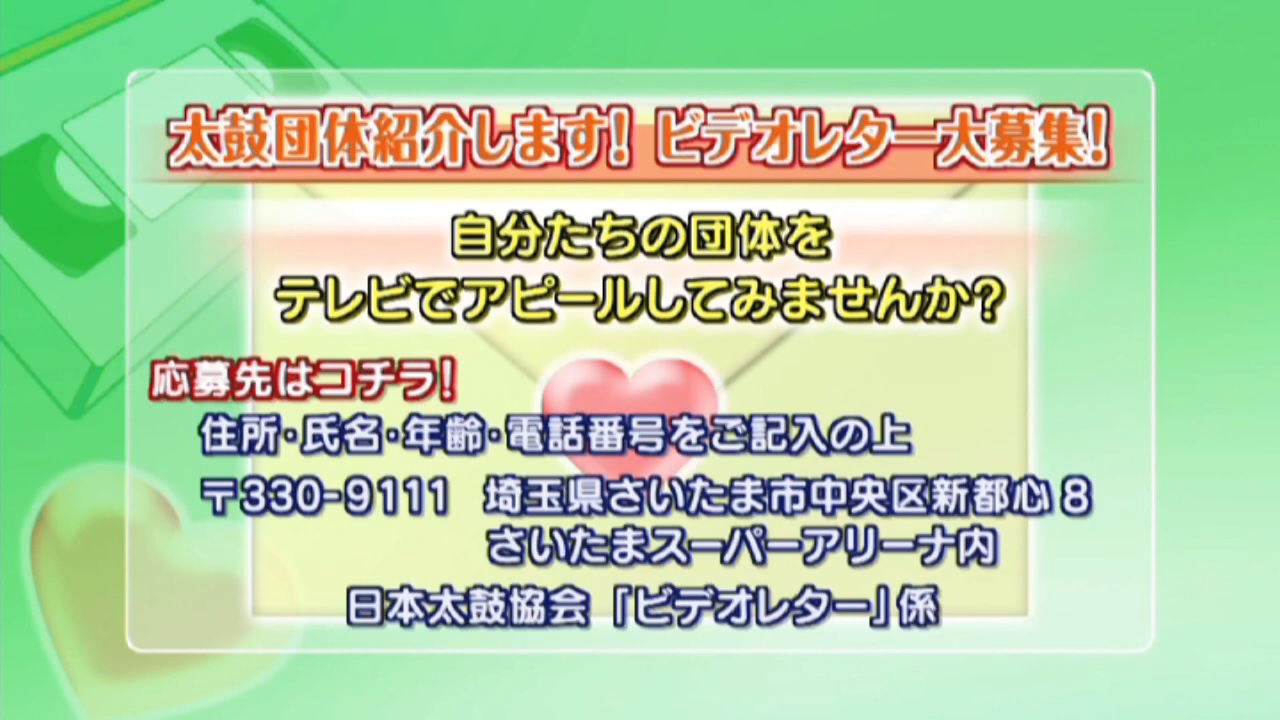 太鼓団体紹介します! ビデオレター大募集!
自分たちの団体を
テレビでアピールしてみませんか?
応募先はコチラ!
住所・氏名・年齢・電話番号をご記入の上
〒330-9111 埼玉県さいたま市中央区新都心8
さいたまスーパーアリーナ内
日本太鼓協会 「ビデオレター」係